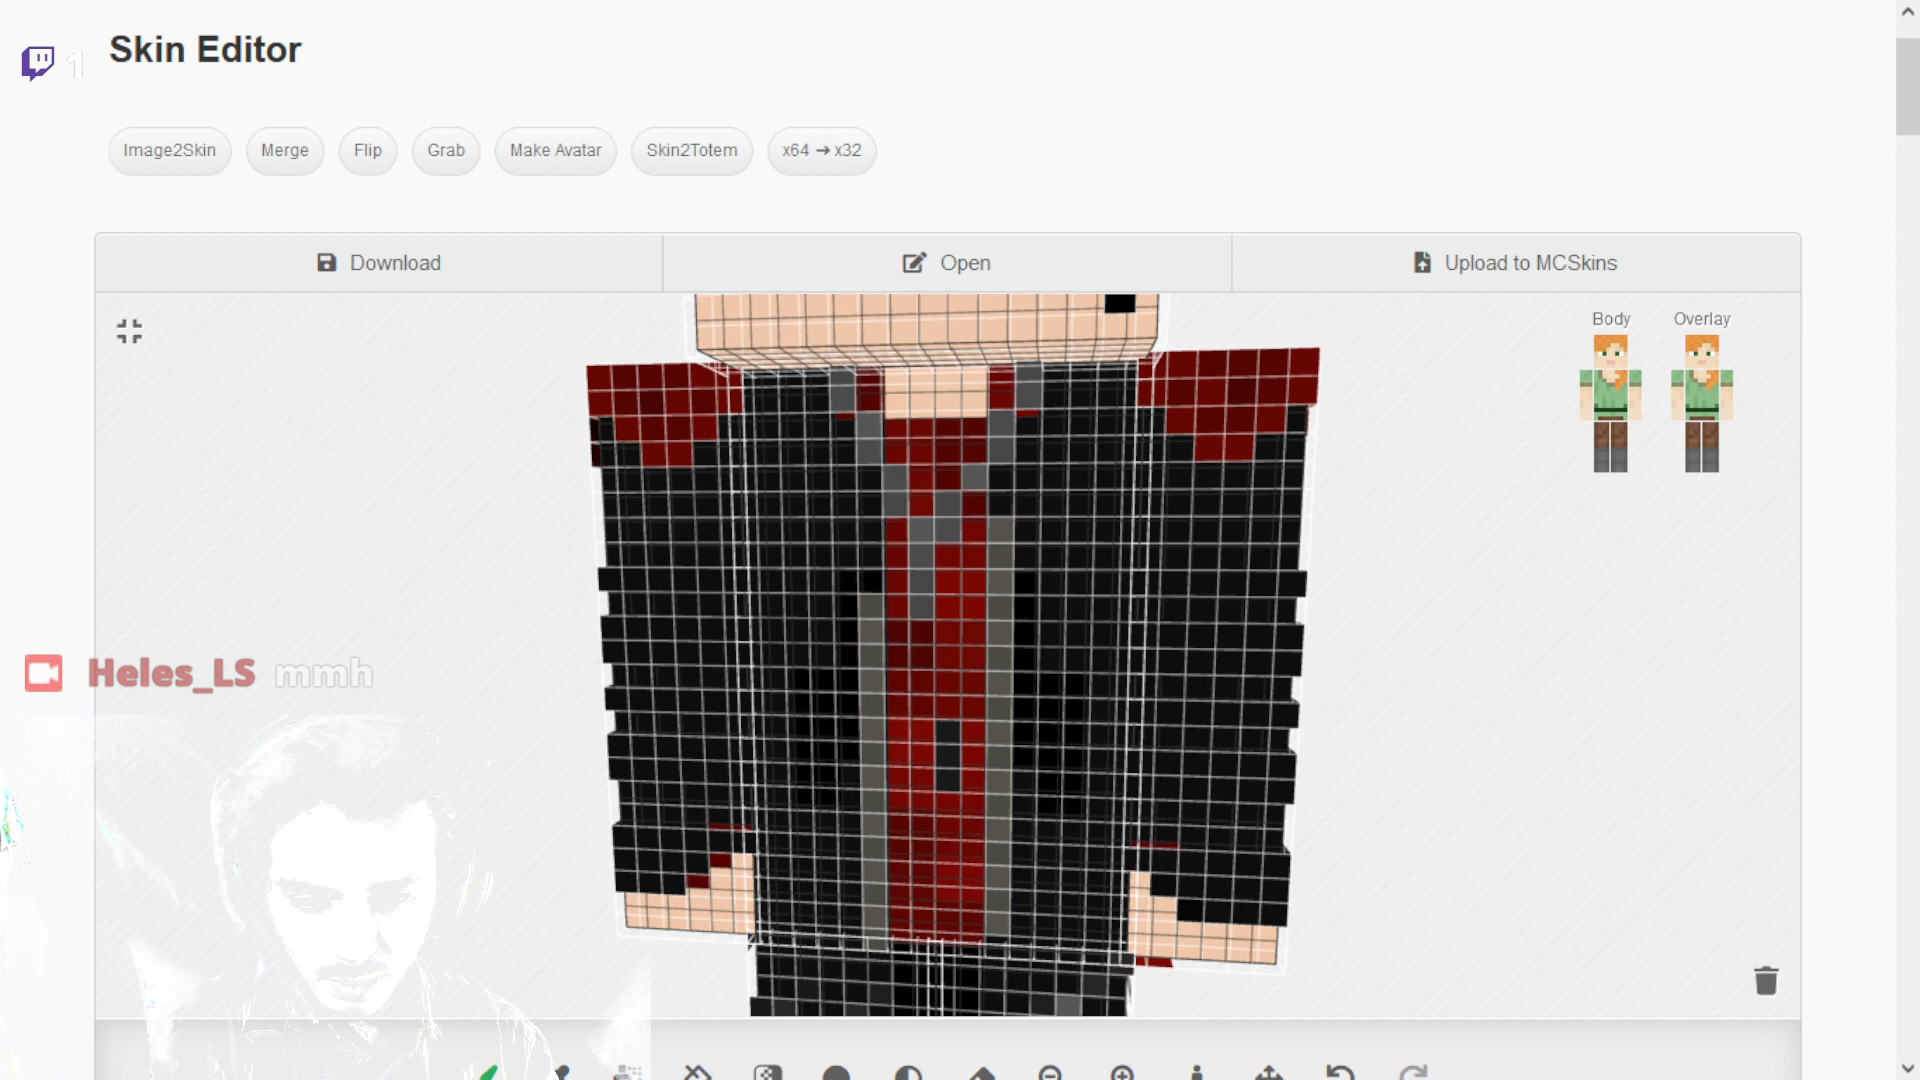 Skin Editor
1
Image2Skin Merge Flip Grab Make Avatar Skin2Totem x64 → x32
Download Open Upload to MCSkins
Body Overlay
Heles_LS mmh